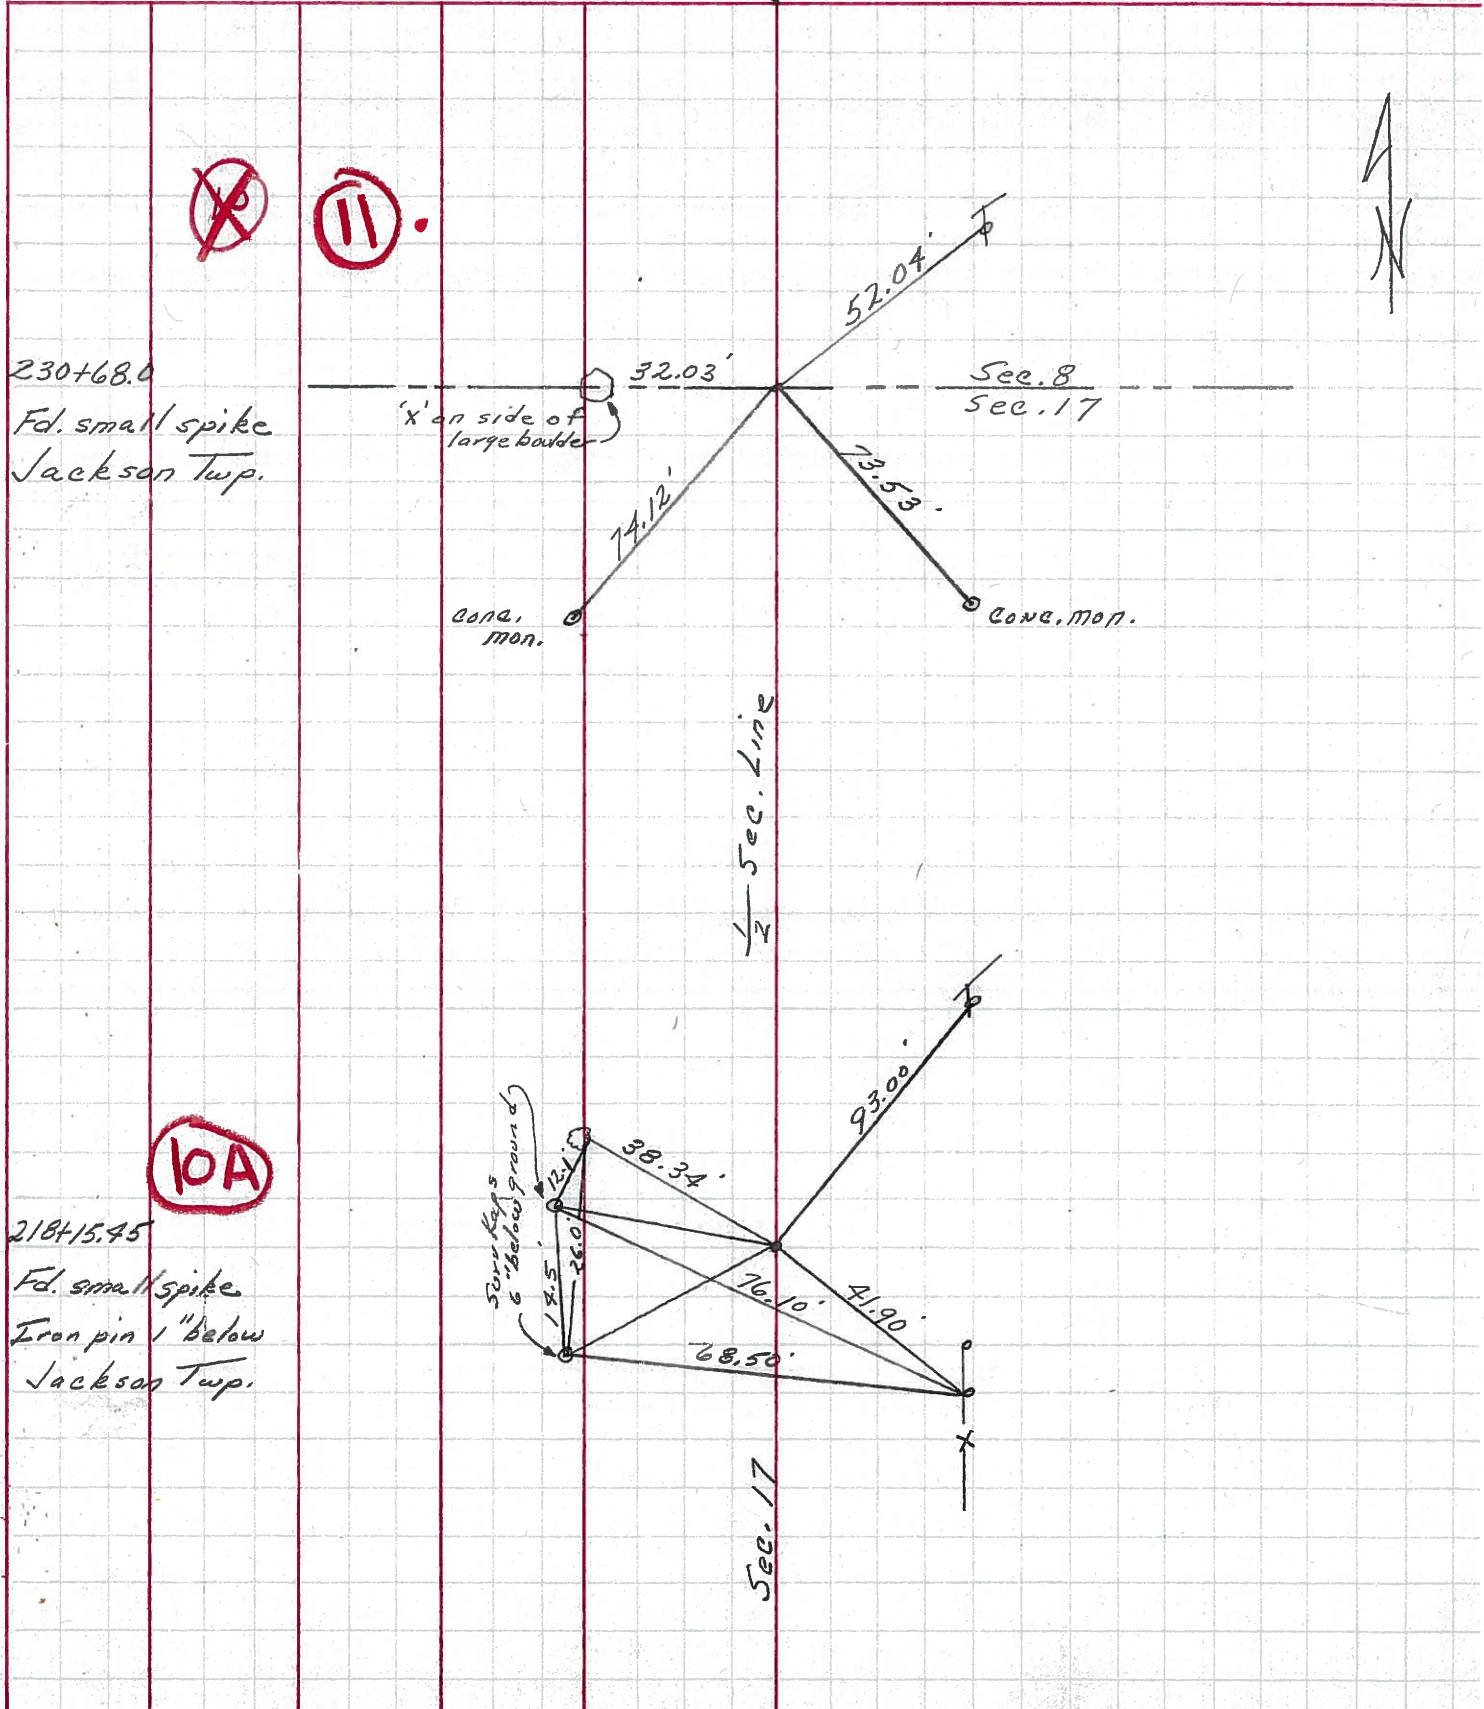 11.
N
52.04'
230+68.0
32.03'
Sec. 8
Sec. 17
Fd. small spike
Jackson Twp.
'X' on side of
large boulder
74.12'
73.53'
conc.
mon.
conc. mon.
1/2 Sec. Line
93.00'
10A
218+15.45
Fd. small spike
Iron pin 1" below
Jackson Twp.
Surv Kaps
6" below ground
12.1'
38.34'
14.5'
26.0'
76.10'
41.90'
68.50'
x
Sec. 17